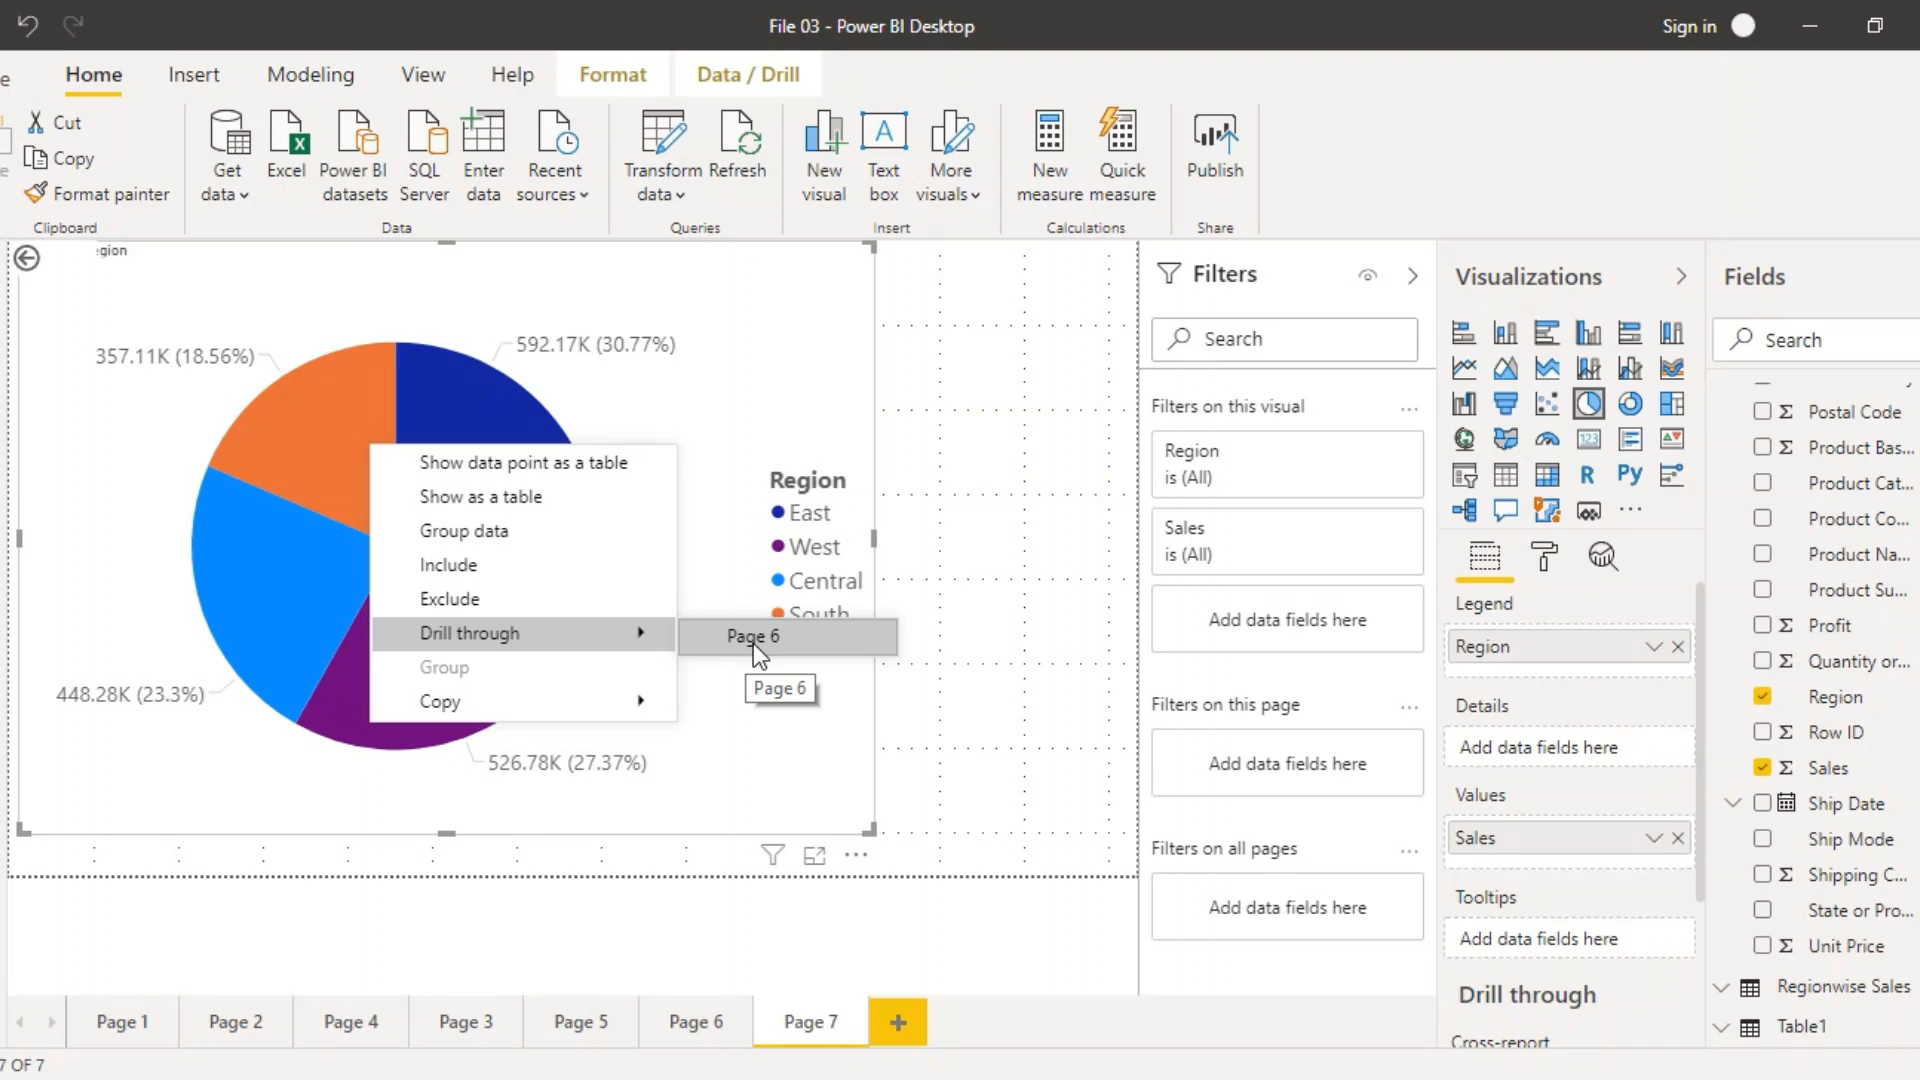 File 03 - Power BI Desktop
Sign in
Home
Insert
Modeling
View
Help
Format
Data / Drill
Cut
Copy
Format painter
Clipboard
Get data
Excel
Power BI datasets
SQL Server
Enter data
Recent sources
Data
Transform data
Refresh
Queries
New visual
Text box
More visuals
Insert
New measure
Quick measure
Calculations
Publish
Share
egion
357.11K (18.56%)
592.17K (30.77%)
448.28K (23.3%)
526.78K (27.37%)
Region
East
West
Central
South
Show data point as a table
Show as a table
Group data
Include
Exclude
Drill through
Group
Copy
Page 6
Page 6
Filters
Search
Filters on this visual
...
Region
is (All)
Sales
is (All)
Add data fields here
Filters on this page
...
Add data fields here
Filters on all pages
...
Add data fields here
Visualizations
123
R
Py
...
Legend
Region
Details
Add data fields here
Values
Sales
Tooltips
Add data fields here
Drill through
Cross-report
Fields
Search
Σ Postal Code
Σ Product Bas...
Product Cat...
Product Co...
Product Na...
Product Su...
Σ Profit
Σ Quantity or...
Region
Σ Row ID
Σ Sales
Ship Date
Ship Mode
Σ Shipping C...
State or Pro...
Σ Unit Price
Regionwise Sales
Table1
Page 1
Page 2
Page 4
Page 3
Page 5
Page 6
Page 7
+
7 OF 7